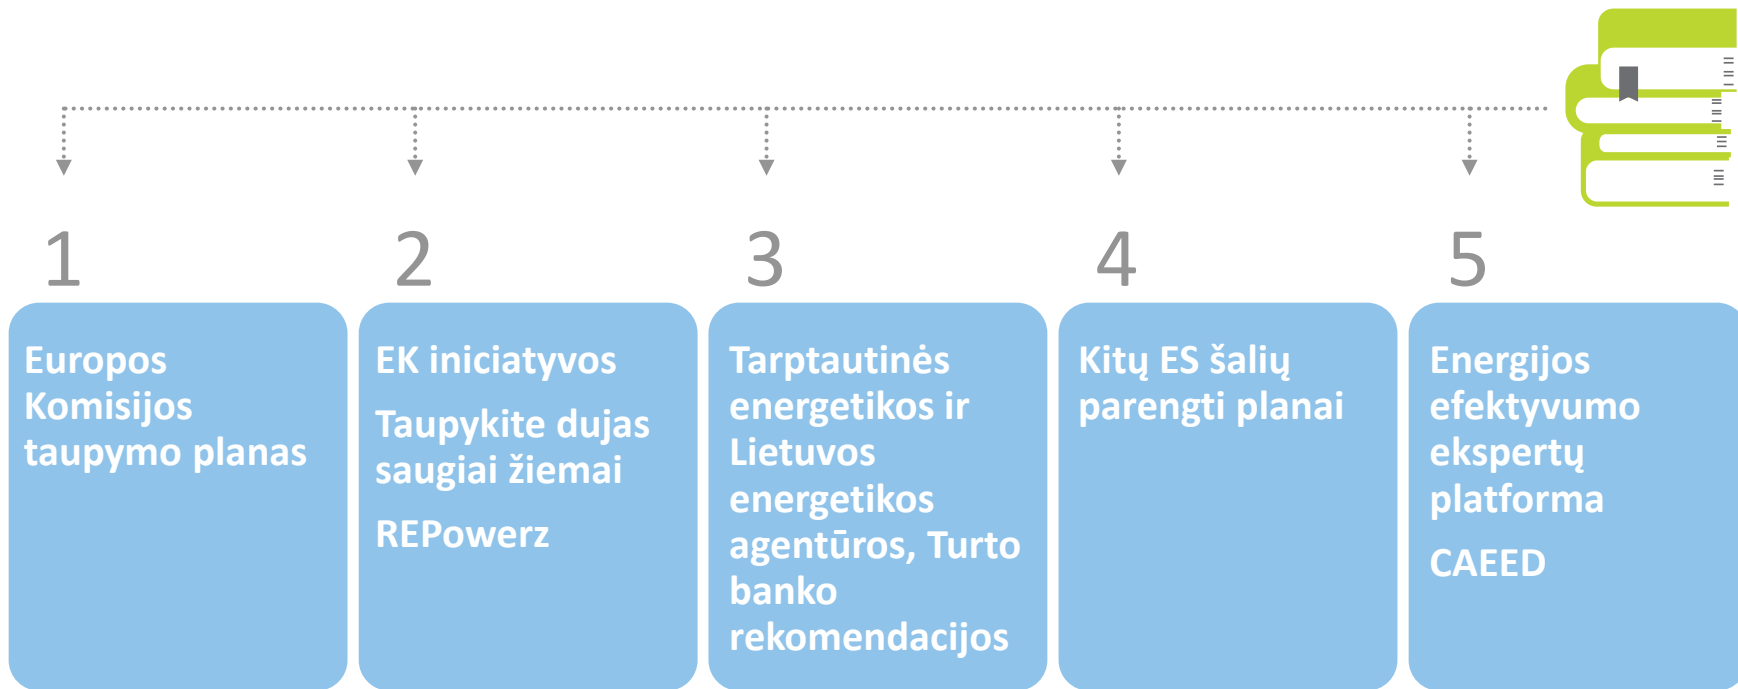 1
Europos
Komisijos
taupymo planas
2
EK iniciatyvos
Taupykite dujas
saugiai žiemai
REPowerz
3
Tarptautinės
energetikos ir
Lietuvos
energetikos
agentūros, Turto
banko
rekomendacijos
4
Kitų ES šalių
parengti planai
5
Energijos
efektyvumo
ekspertų
platforma
CAEED